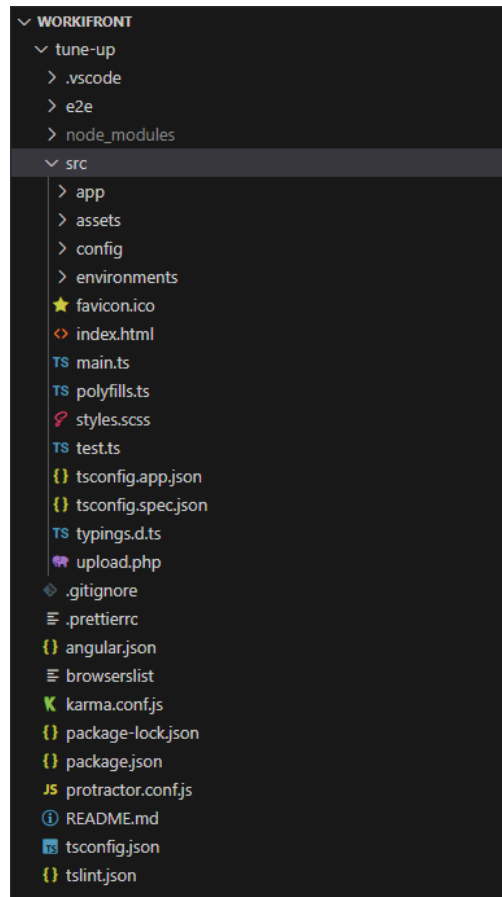 WORKIFRONT
tune-up
.vscode
e2e
node_modules
src
app
assets
config
environments
favicon.ico
<> index.html
TS main.ts
TS polyfills.ts
styles.scss
TS test.ts
{} tsconfig.app.json
{} tsconfig.spec.json
TS typings.d.ts
upload.php
.gitignore
.prettierrc
{} angular.json
browserslist
K karma.conf.js
{} package-lock.json
{} package.json
JS protractor.conf.js
README.md
TS tsconfig.json
{} tslint.json